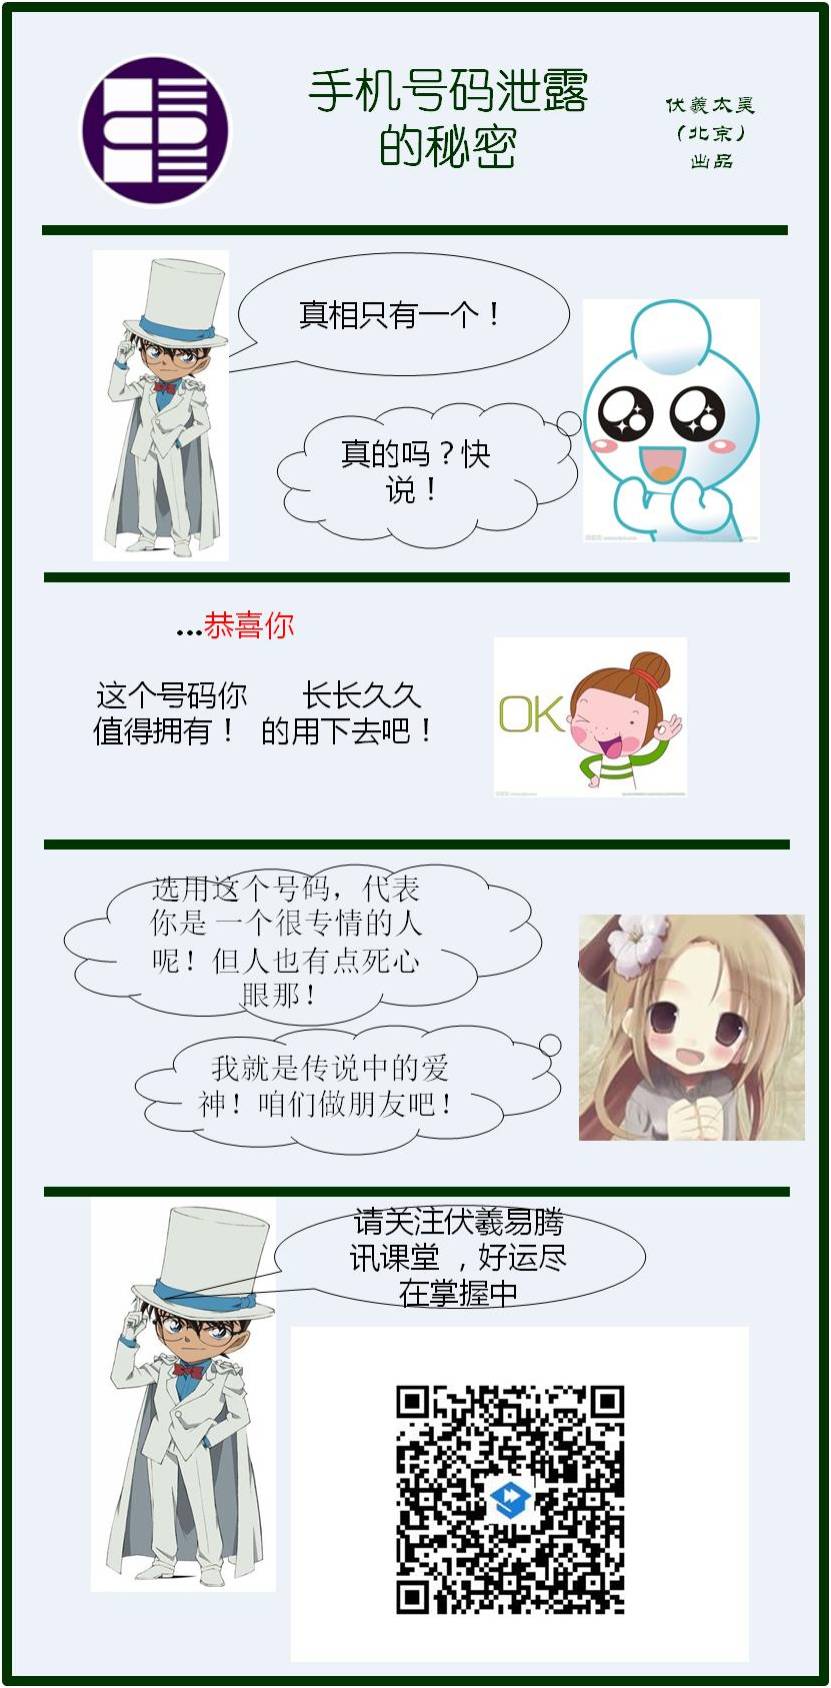 手机号码泄露
的秘密
伏羲太昊
（北京）
出品
真相只有一个！
真的吗？快
说！
...恭喜你
这个号码你
值得拥有！
长长久久
的用下去吧！
OK
选用这个号码，代表
你是一个很专情的人
呢！但人也有点死心
眼那！
我就是传说中的爱
神！咱们做朋友吧！
请关注伏羲易腾
讯课堂 ，好运尽
在掌握中